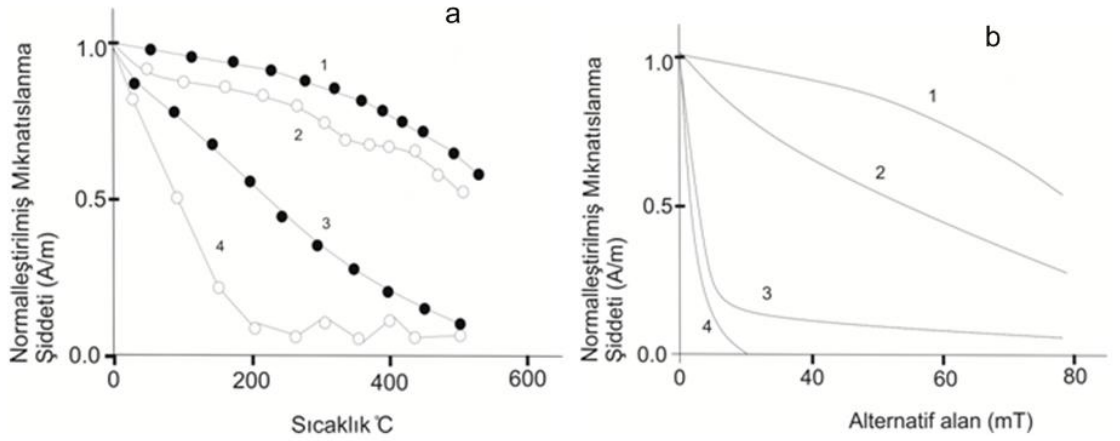 a
Normalleştirilmiş Mıknatıslanma
Şiddeti (A/m)
1.0
0.5
0.0
1
2
3
4
0
200
400
600
Sıcaklık °C
b
Normalleştirilmiş Mıknatıslanma
Şiddeti (A/m)
1.0
0.5
0.0
1
2
3
4
0
40
60
80
Alternatif alan (mT)